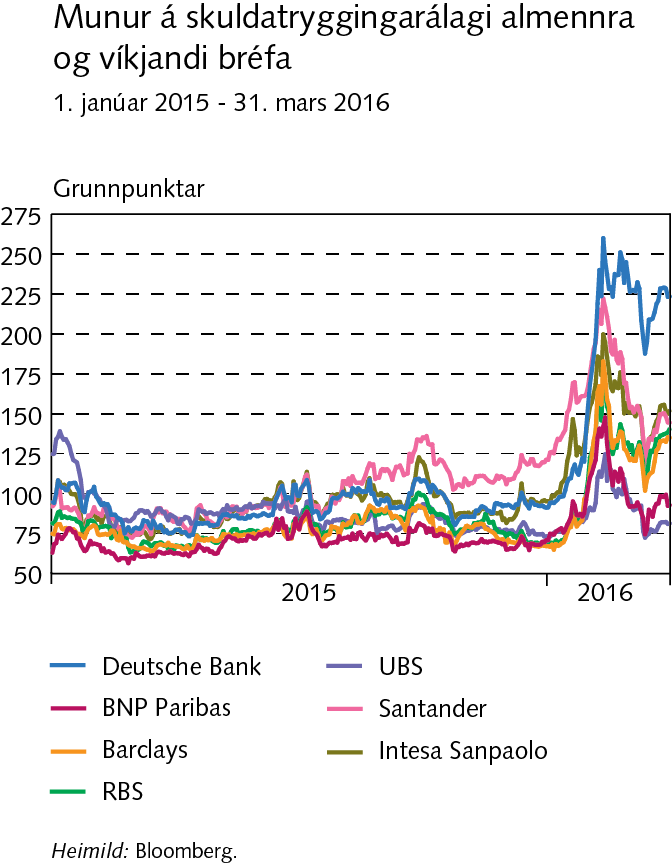 Munur á skuldatryggingarálagi almennra
og víkjandi bréfa
1. janúar 2015 - 31. mars 2016
Grunnpunktar
275
250
225
200
175
150
125
100
75
50
2015 2016
Deutsche Bank
BNP Paribas
Barclays
RBS
UBS
Santander
Intesa Sanpaolo
Heimild: Bloomberg.